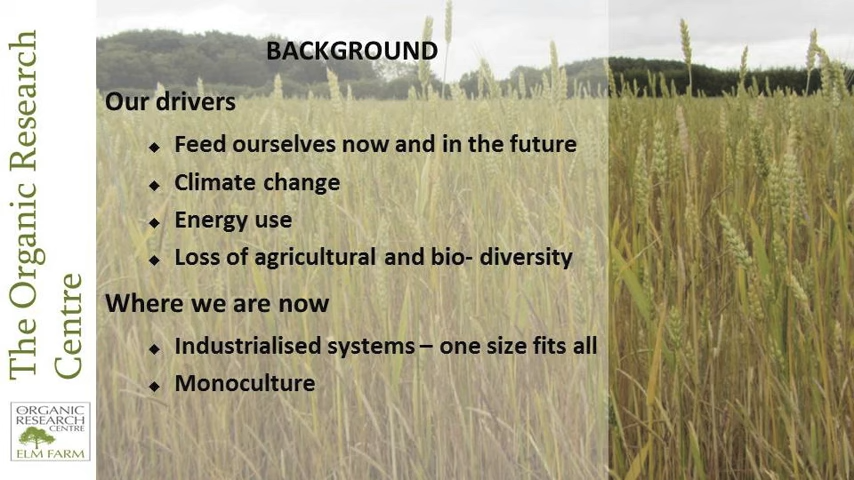 The Organic Research
Centre
BACKGROUND
Our drivers
Feed ourselves now and in the future
Climate change
Energy use
Loss of agricultural and bio- diversity
Where we are now
Industrialised systems – one size fits all
Monoculture
ORGANIC
RESEARCH
CENTRE
ELM FARM